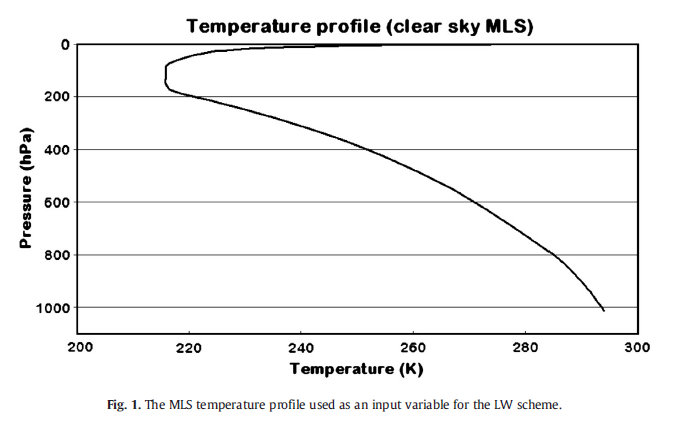 Temperature profile (clear sky MLS)
0
200
400
600
800
1000
Pressure (hPa)
200 220 240 260 280 300
Temperature (K)
Fig. 1. The MLS temperature profile used as an input variable for the LW scheme.